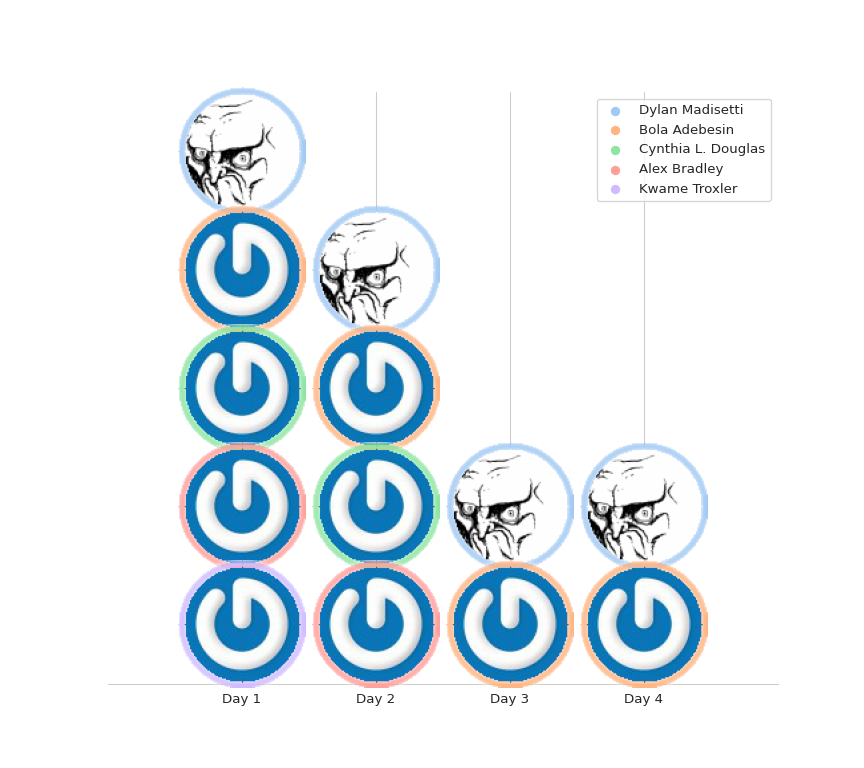 Dylan Madisetti
Bola Adebesin
Cynthia L. Douglas
Alex Bradley
Kwame Troxler
Day 1
Day 2
Day 3
Day 4